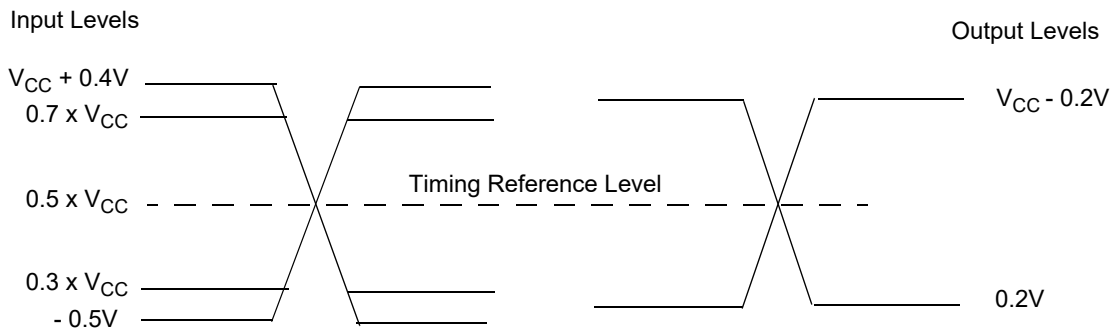 Input Levels
Output Levels
V_CC + 0.4V
V_CC - 0.2V
0.7 x V_CC
Timing Reference Level
0.5 x V_CC
0.3 x V_CC
0.2V
- 0.5V